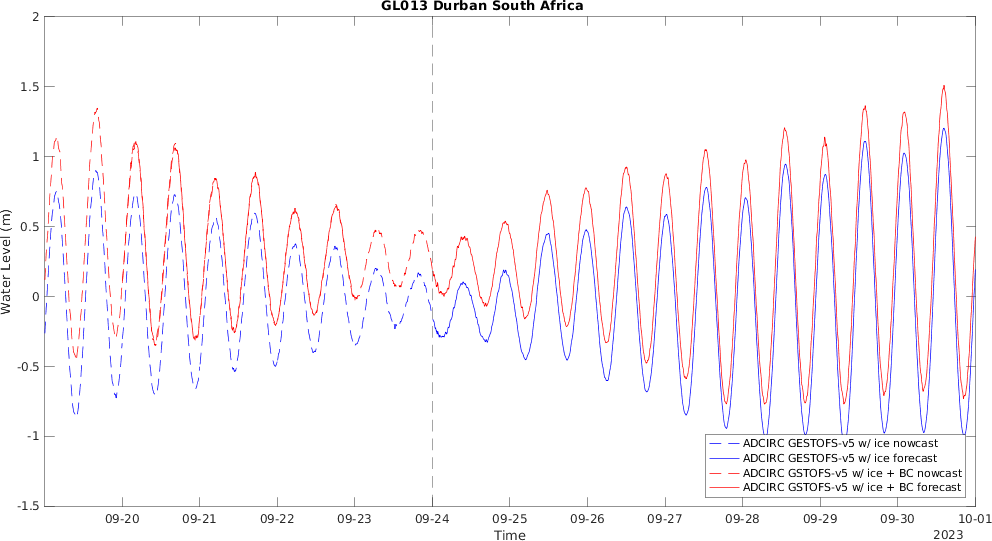 GL013 Durban South Africa
2
1.5
1
0.5
0
-0.5
-1
-1.5
Water Level (m)
ADCIRC GESTOFS-v5 w/ ice nowcast
ADCIRC GESTOFS-v5 w/ ice forecast
ADCIRC GSTOFS-v5 w/ ice + BC nowcast
ADCIRC GSTOFS-v5 w/ ice + BC forecast
09-20 09-21 09-22 09-23 09-24 09-25 09-26 09-27 09-28 09-29 09-30 10-01
Time
2023